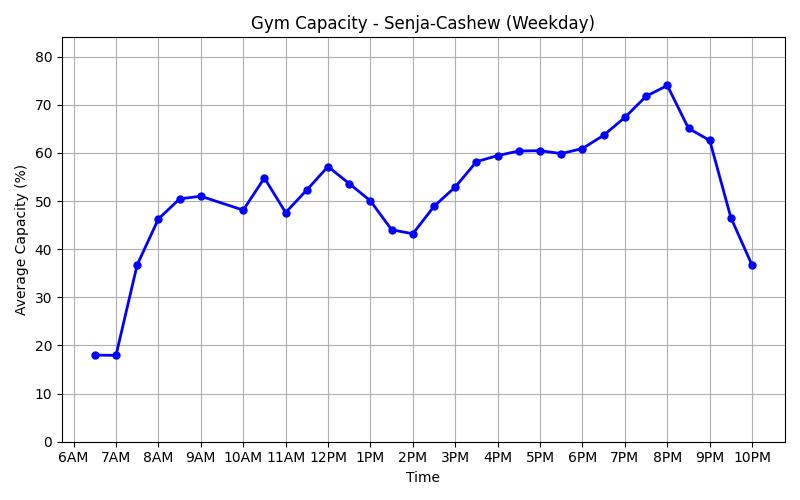 Gym Capacity - Senja-Cashew (Weekday)
80
70
60
50
40
30
20
10
0
Average Capacity (%)
6AM 7AM 8AM 9AM 10AM 11AM 12PM 1PM 2PM 3PM 4PM 5PM 6PM 7PM 8PM 9PM 10PM
Time